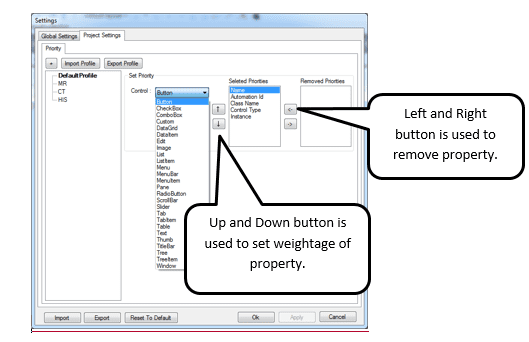 Settings
Global Settings Project Settings
Priority
+ Import Profile Export Profile
Default Profile
MR
CT
HIS
Set Priority
Control : Button
Button
CheckBox
ComboBox
Custom
DataGrid
DataItem
Edit
Image
List
ListItem
Menu
MenuBar
MenuItem
Pane
RadioButton
ScrollBar
Slider
Tab
TabItem
Table
Text
Thumb
TitleBar
Tree
TreeItem
Window
Seleted Priorties
Name
Automation Id
Class Name
Control Type
Instance
Removed Priorities
<-
->
Left and Right
button is used to
remove property.
Up and Down button is
used to set weightage of
property.
Import Export Reset To Default Ok Apply Cancel